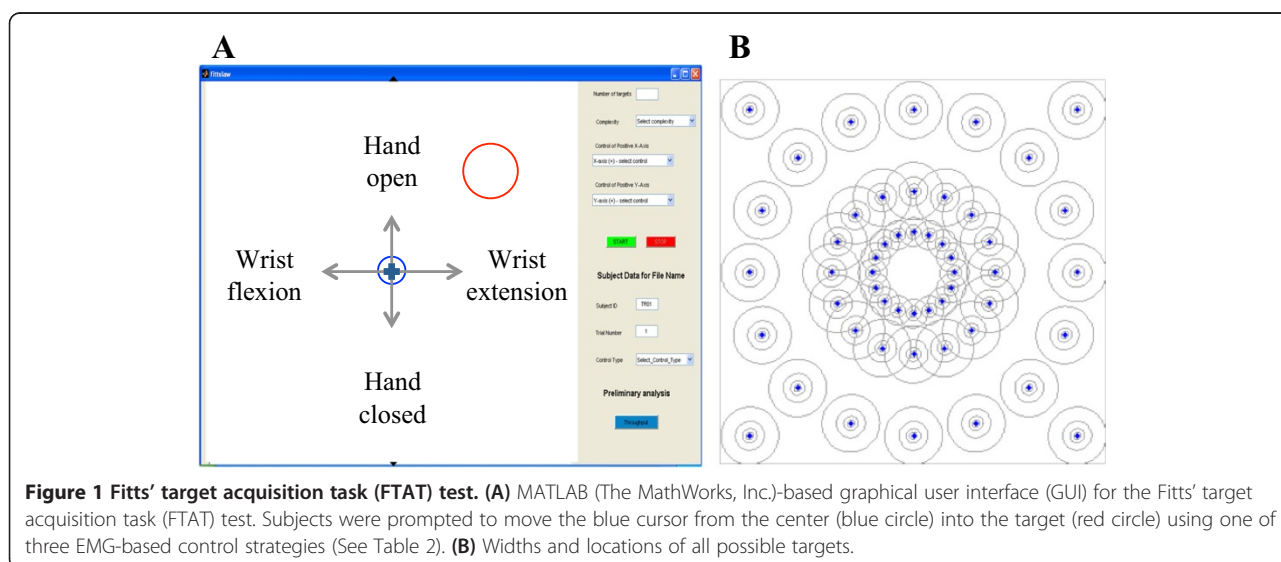 A
B
fittslaw
Hand
open
Wrist
flexion
Wrist
extension
Hand
closed
Number of targets
Complexity
Select complexity
Control of Positive X-Axis
X-axis (+) - select control
Control of Positive Y-Axis
Y-axis (+) - select control
START
STOP
Subject Data for File Name
Subject ID
TR01
Trial Number
1
Control Type
Select_Control_Type
Preliminary analysis
Throughput
Figure 1 Fitts’ target acquisition task (FTAT) test. (A) MATLAB (The MathWorks, Inc.)-based graphical user interface (GUI) for the Fitts’ target
acquisition task (FTAT) test. Subjects were prompted to move the blue cursor from the center (blue circle) into the target (red circle) using one of
three EMG-based control strategies (See Table 2). (B) Widths and locations of all possible targets.